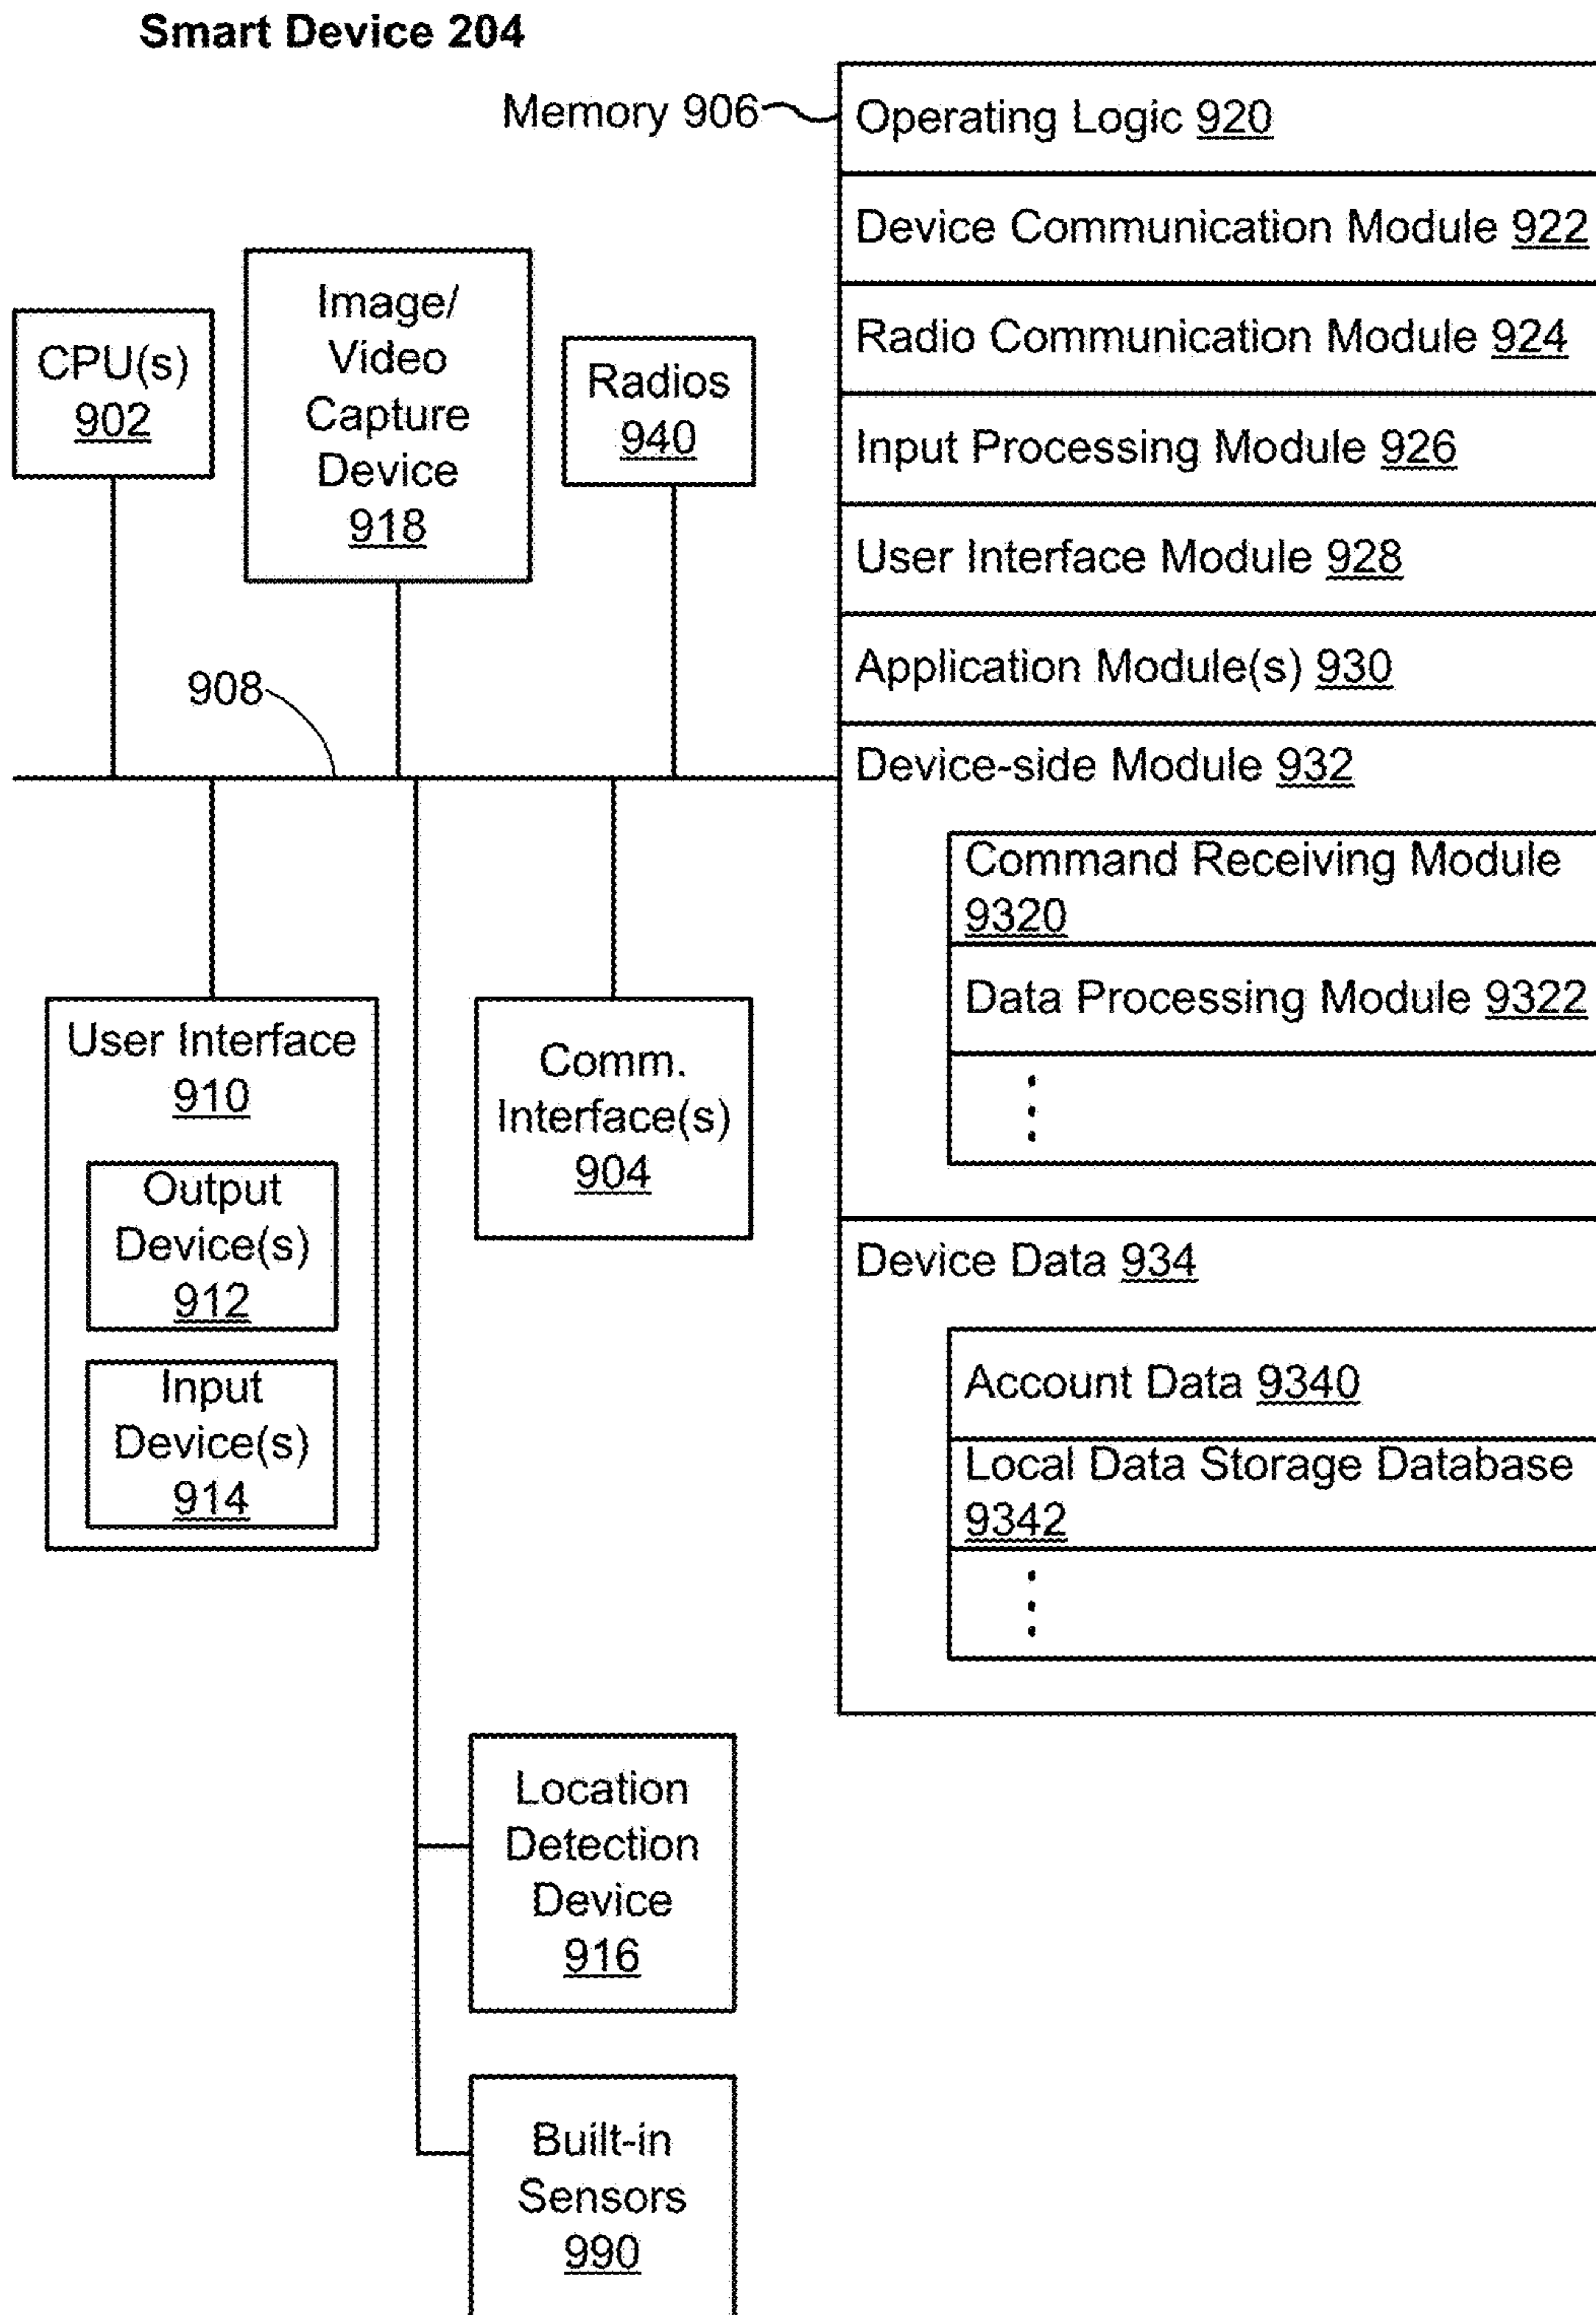 Smart Device 204
Memory 906
Operating Logic 920
Device Communication Module 922
Radio Communication Module 924
Input Processing Module 926
User Interface Module 928
Application Module(s) 930
Device-side Module 932
Command Receiving Module
9320
Data Processing Module 9322
Device Data 934
Account Data 9340
Local Data Storage Database
9342
CPU(s)
902
Image/
Video
Capture
Device
918
Radios
940
908
User Interface
910
Output
Device(s)
912
Input
Device(s)
914
Comm.
Interface(s)
904
Location
Detection
Device
916
Built-in
Sensors
990